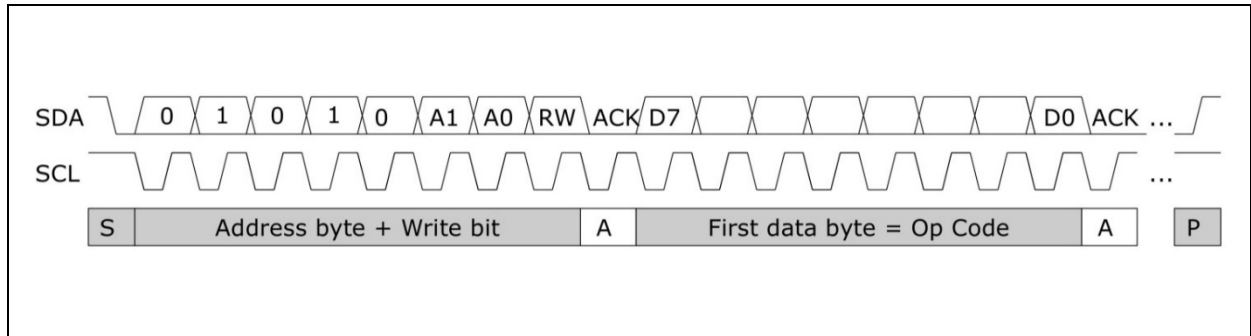 SDA 0 1 0 1 0 A1 A0 RW ACK D7 D0 ACK ...
SCL ...
S Address byte + Write bit A First data byte = Op Code A P